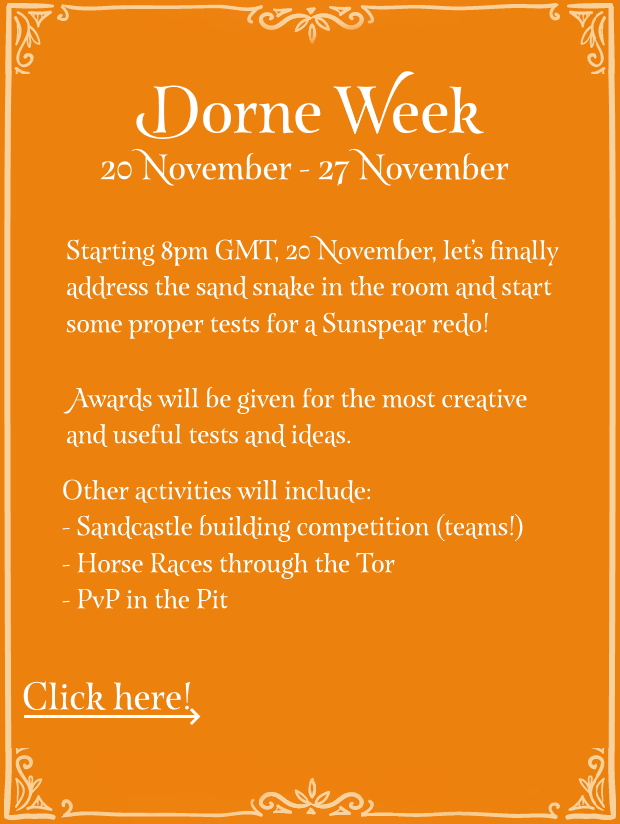 Dorne Week
20 November - 27 November
Starting 8pm GMT, 20 November, let's finally
address the sand snake in the room and start
some proper tests for a Sunspear redo!
Awards will be given for the most creative
and useful tests and ideas.
Other activities will include:
- Sandcastle building competition (teams!)
- Horse Races through the Tor
- PvP in the Pit
Click here!